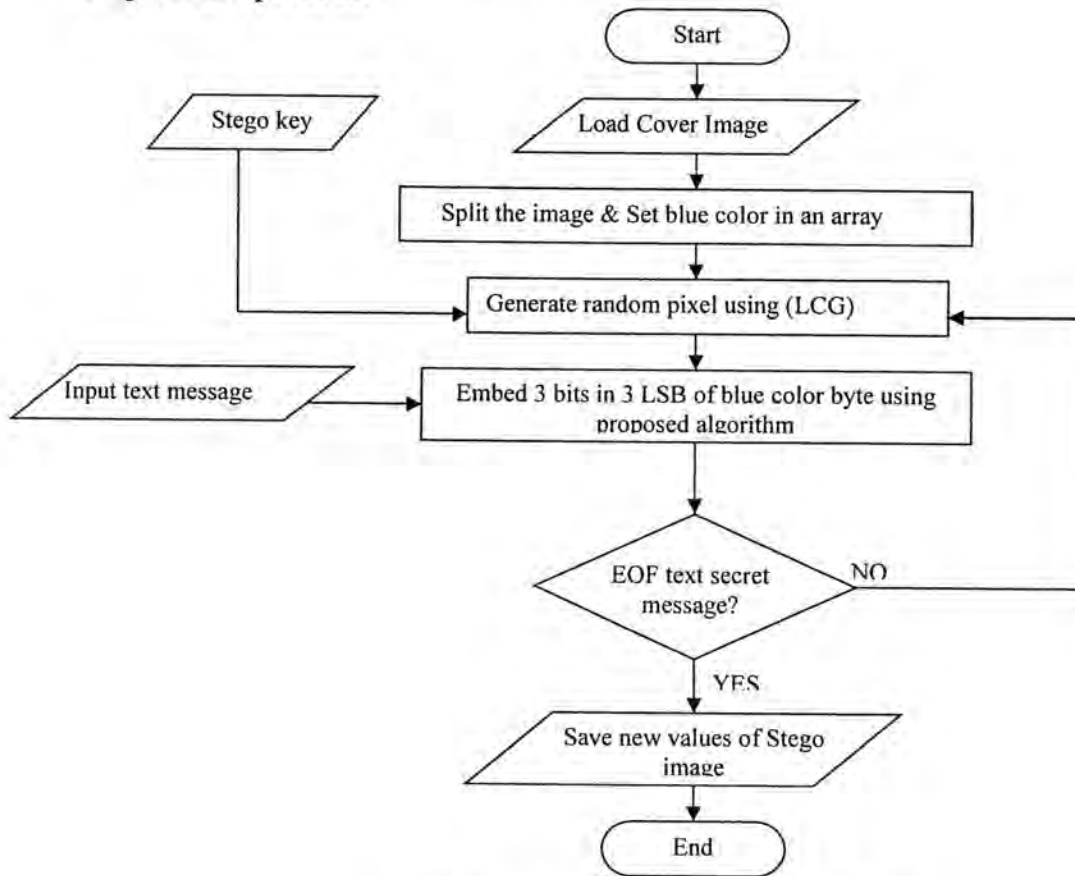 Start
Stego key
Load Cover Image
Split the image & Set blue color in an array
Generate random pixel using (LCG)
Input text message
Embed 3 bits in 3 LSB of blue color byte using
proposed algorithm
EOF text secret
message?
NO
YES
Save new values of Stego
image
End